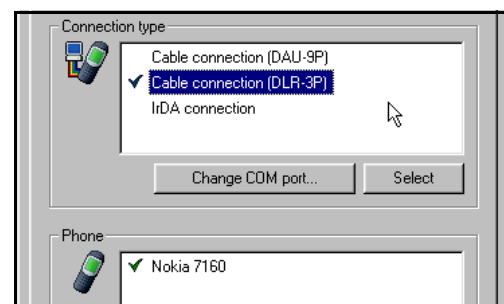 Connection type
Cable connection (DAU-9P)
Cable connection (DLR-3P)
IrDA connection
Change COM port...
Select
Phone
Nokia 7160